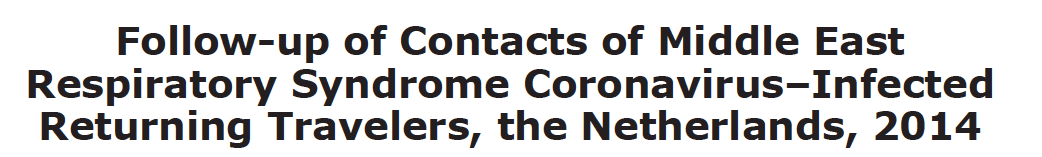 Follow-up of Contacts of Middle East
Respiratory Syndrome Coronavirus–Infected
Returning Travelers, the Netherlands, 2014